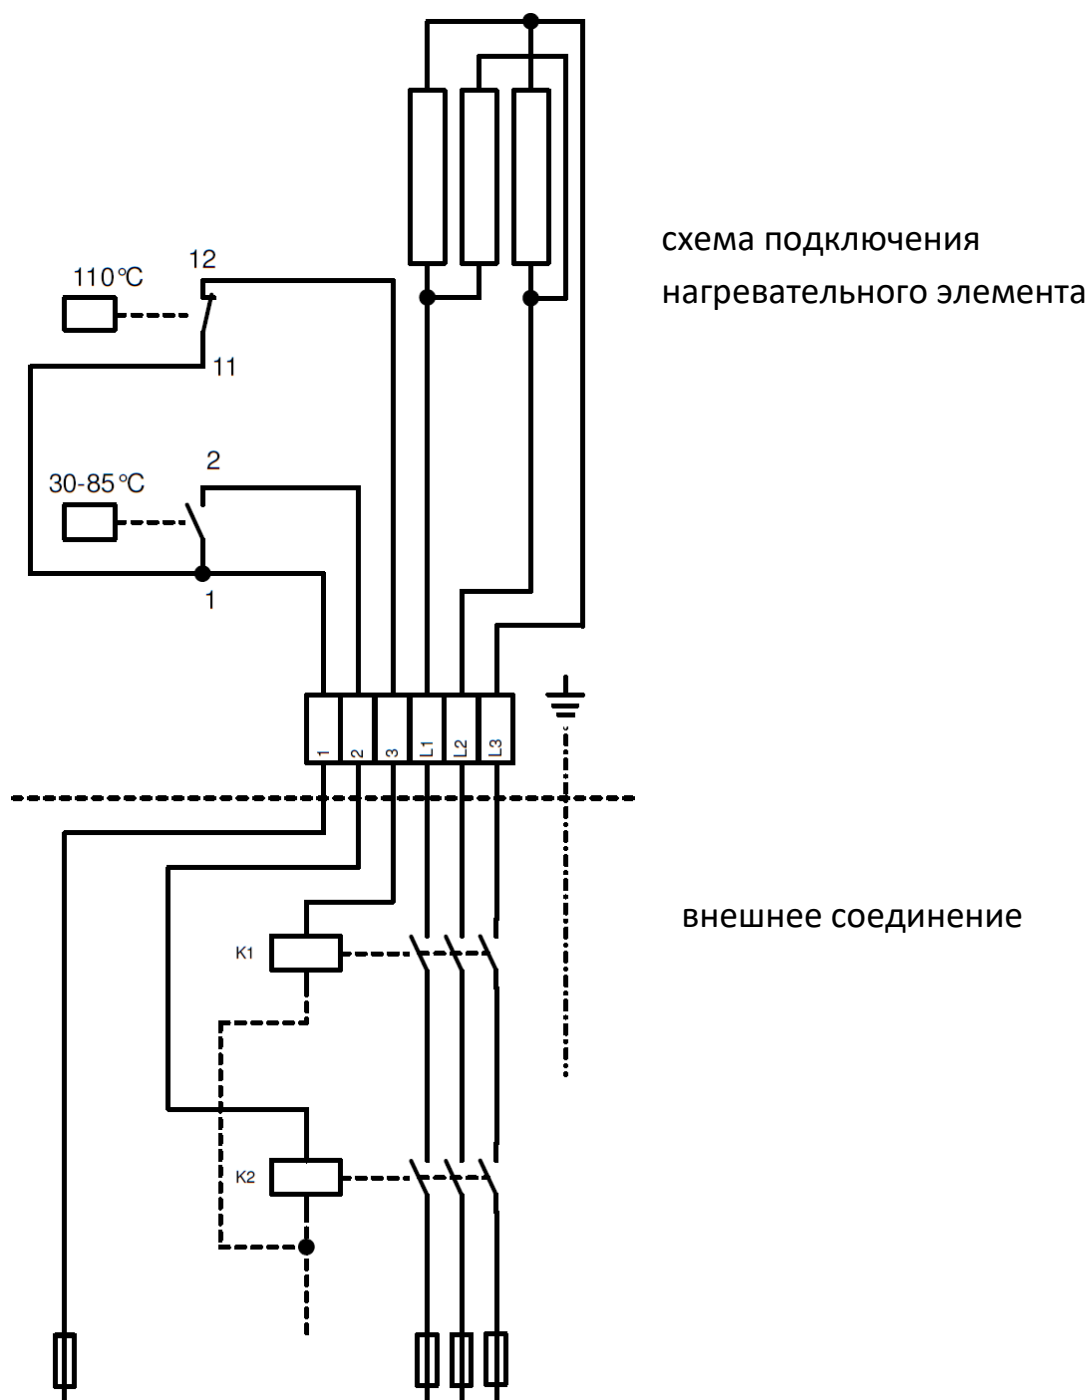 схема подключения
нагревательного элемента
12
110°C
11
2
30-85°C
1
1
2
3
L1
L2
L3
внешнее соединение
K1
K2